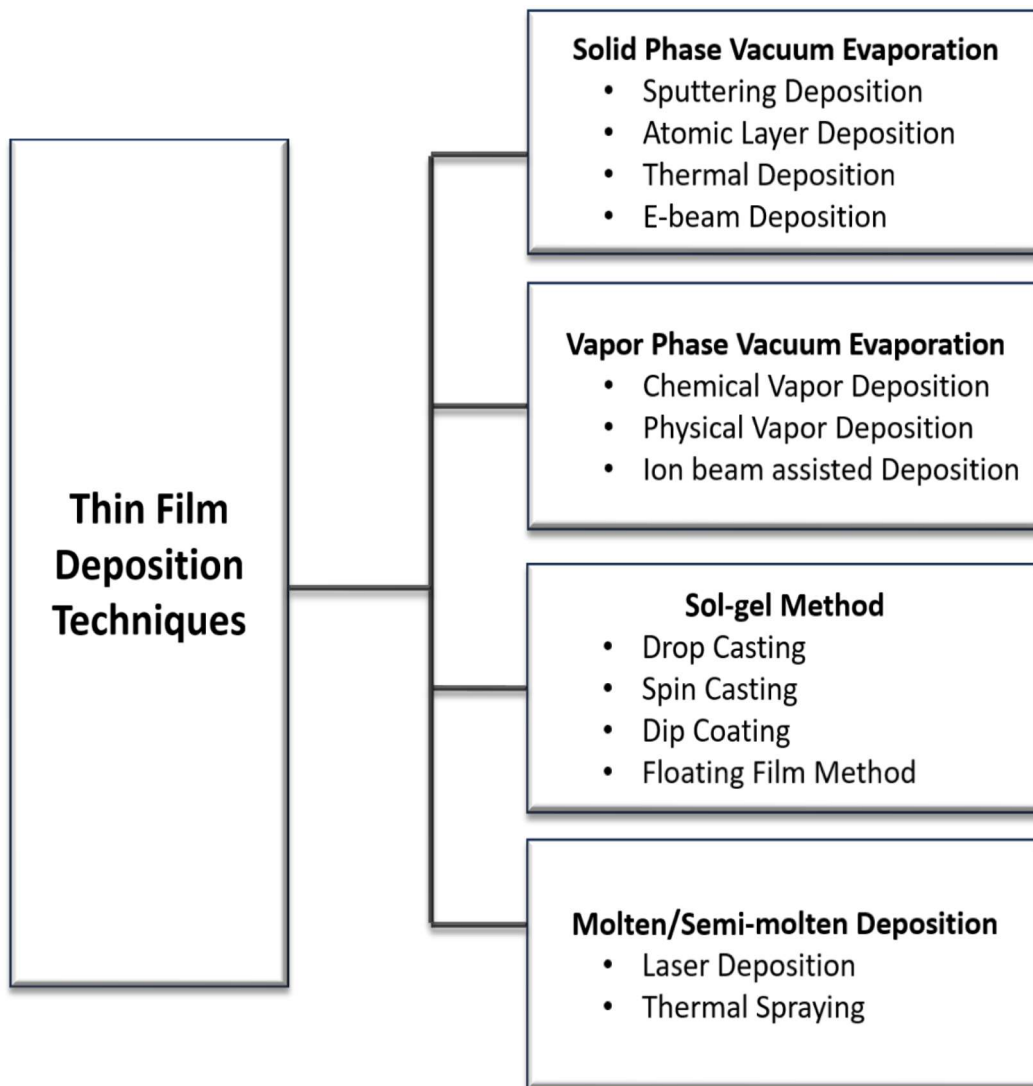 Thin Film
Deposition
Techniques
Solid Phase Vacuum Evaporation
• Sputtering Deposition
• Atomic Layer Deposition
• Thermal Deposition
• E-beam Deposition
Vapor Phase Vacuum Evaporation
• Chemical Vapor Deposition
• Physical Vapor Deposition
• Ion beam assisted Deposition
Sol-gel Method
• Drop Casting
• Spin Casting
• Dip Coating
• Floating Film Method
Molten/Semi-molten Deposition
• Laser Deposition
• Thermal Spraying